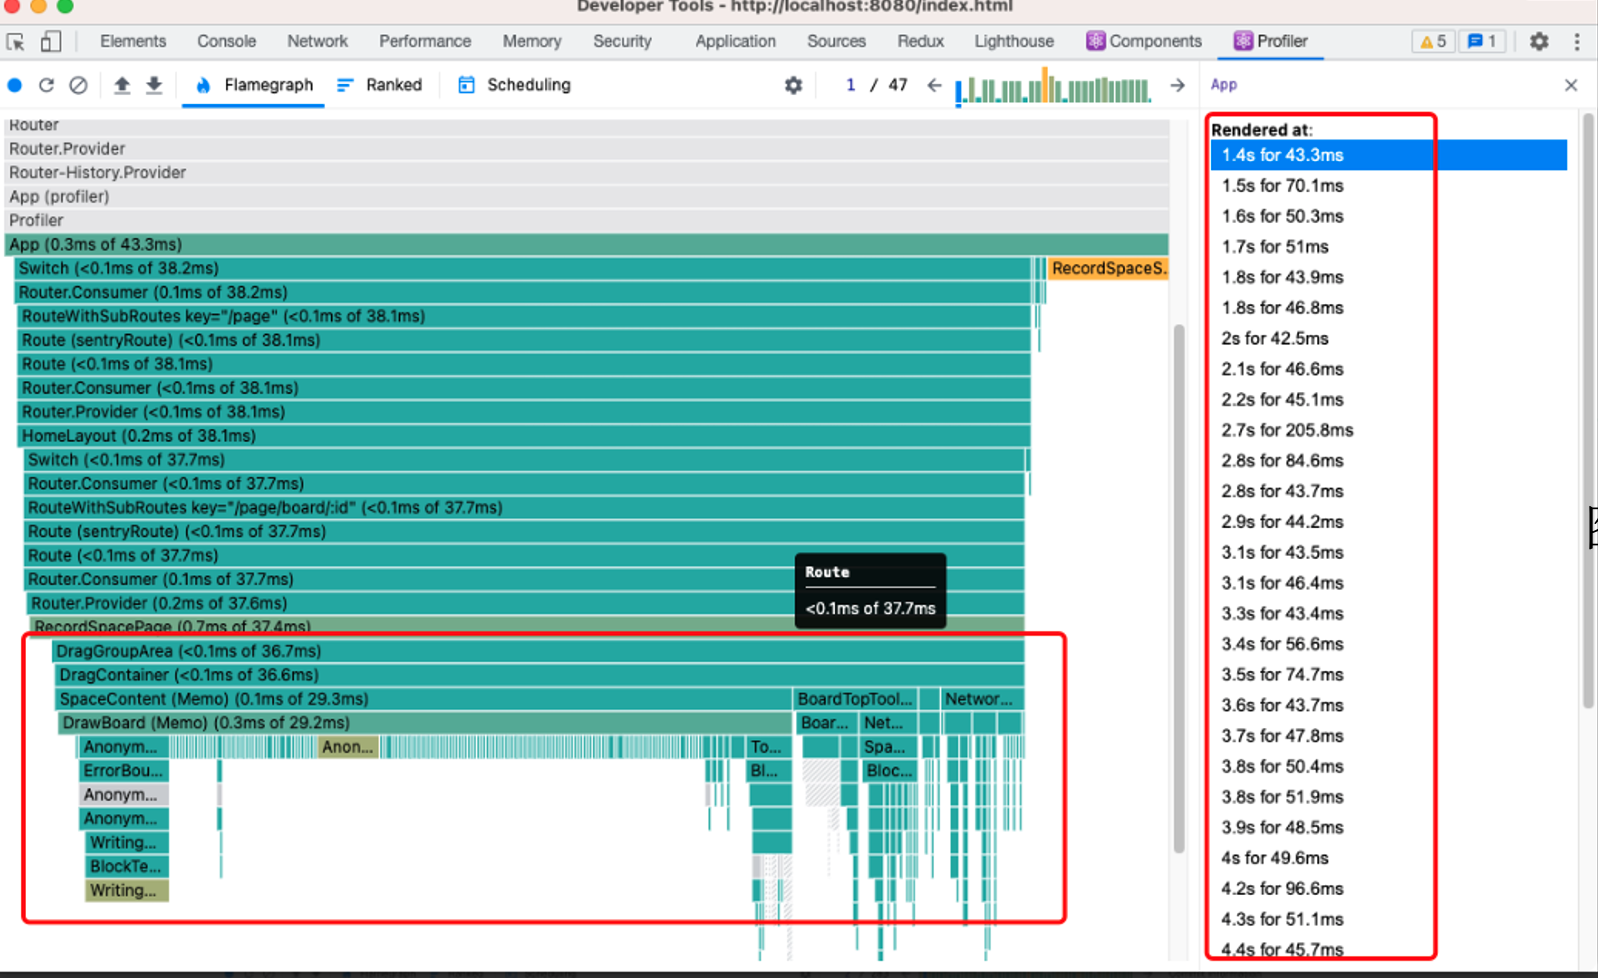 Developer Tools - http://localhost:8080/index.html
Elements Console Network Performance Memory Security Application Sources Redux Lighthouse Components Profiler 5 1
Flamegraph Ranked Scheduling 1 / 47 App
Router
Router.Provider
Router-History.Provider
App (profiler)
Profiler
App (0.3ms of 43.3ms)
Switch (<0.1ms of 38.2ms) RecordSpaceS...
Router.Consumer (0.1ms of 38.2ms)
RouteWithSubRoutes key="/page" (<0.1ms of 38.1ms)
Route (sentryRoute) (<0.1ms of 38.1ms)
Route (<0.1ms of 38.1ms)
Router.Consumer (<0.1ms of 38.1ms)
Router.Provider (<0.1ms of 38.1ms)
HomeLayout (0.2ms of 38.1ms)
Switch (<0.1ms of 37.7ms)
Router.Consumer (<0.1ms of 37.7ms)
RouteWithSubRoutes key="/page/board/:id" (<0.1ms of 37.7ms)
Route (sentryRoute) (<0.1ms of 37.7ms)
Route (<0.1ms of 37.7ms)
Router.Consumer (0.1ms of 37.7ms)
Router.Provider (0.2ms of 37.6ms)
RecordSpacePage (0.7ms of 37.4ms)
Route
<0.1ms of 37.7ms
DragGroupArea (<0.1ms of 36.7ms)
DragContainer (<0.1ms of 36.6ms)
SpaceContent (Memo) (0.1ms of 29.3ms) BoardTopTool... Networ...
DrawBoard (Memo) (0.3ms of 29.2ms) Boar... Net...
Anonym... Anon... To... Spa...
ErrorBou... Bl... Bloc...
Anonym...
Anonym...
Writing...
BlockTe...
Writing...
Rendered at:
1.4s for 43.3ms
1.5s for 70.1ms
1.6s for 50.3ms
1.7s for 51ms
1.8s for 43.9ms
1.8s for 46.8ms
2s for 42.5ms
2.1s for 46.6ms
2.2s for 45.1ms
2.7s for 205.8ms
2.8s for 84.6ms
2.8s for 43.7ms
2.9s for 44.2ms
3.1s for 43.5ms
3.1s for 46.4ms
3.3s for 43.4ms
3.4s for 56.6ms
3.5s for 74.7ms
3.6s for 43.7ms
3.7s for 47.8ms
3.8s for 50.4ms
3.8s for 51.9ms
3.9s for 48.5ms
4s for 49.6ms
4.2s for 96.6ms
4.3s for 51.1ms
4.4s for 45.7ms